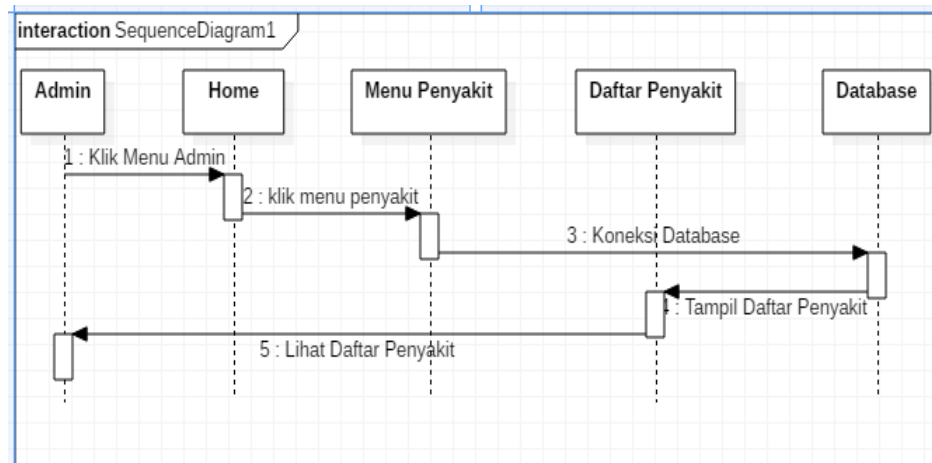 interaction SequenceDiagram1
Admin
Home
Menu Penyakit
Daftar Penyakit
Database
1 : Klik Menu Admin
2 : klik menu penyakit
3 : Koneksi Database
4 : Tampil Daftar Penyakit
5 : Lihat Daftar Penyakit